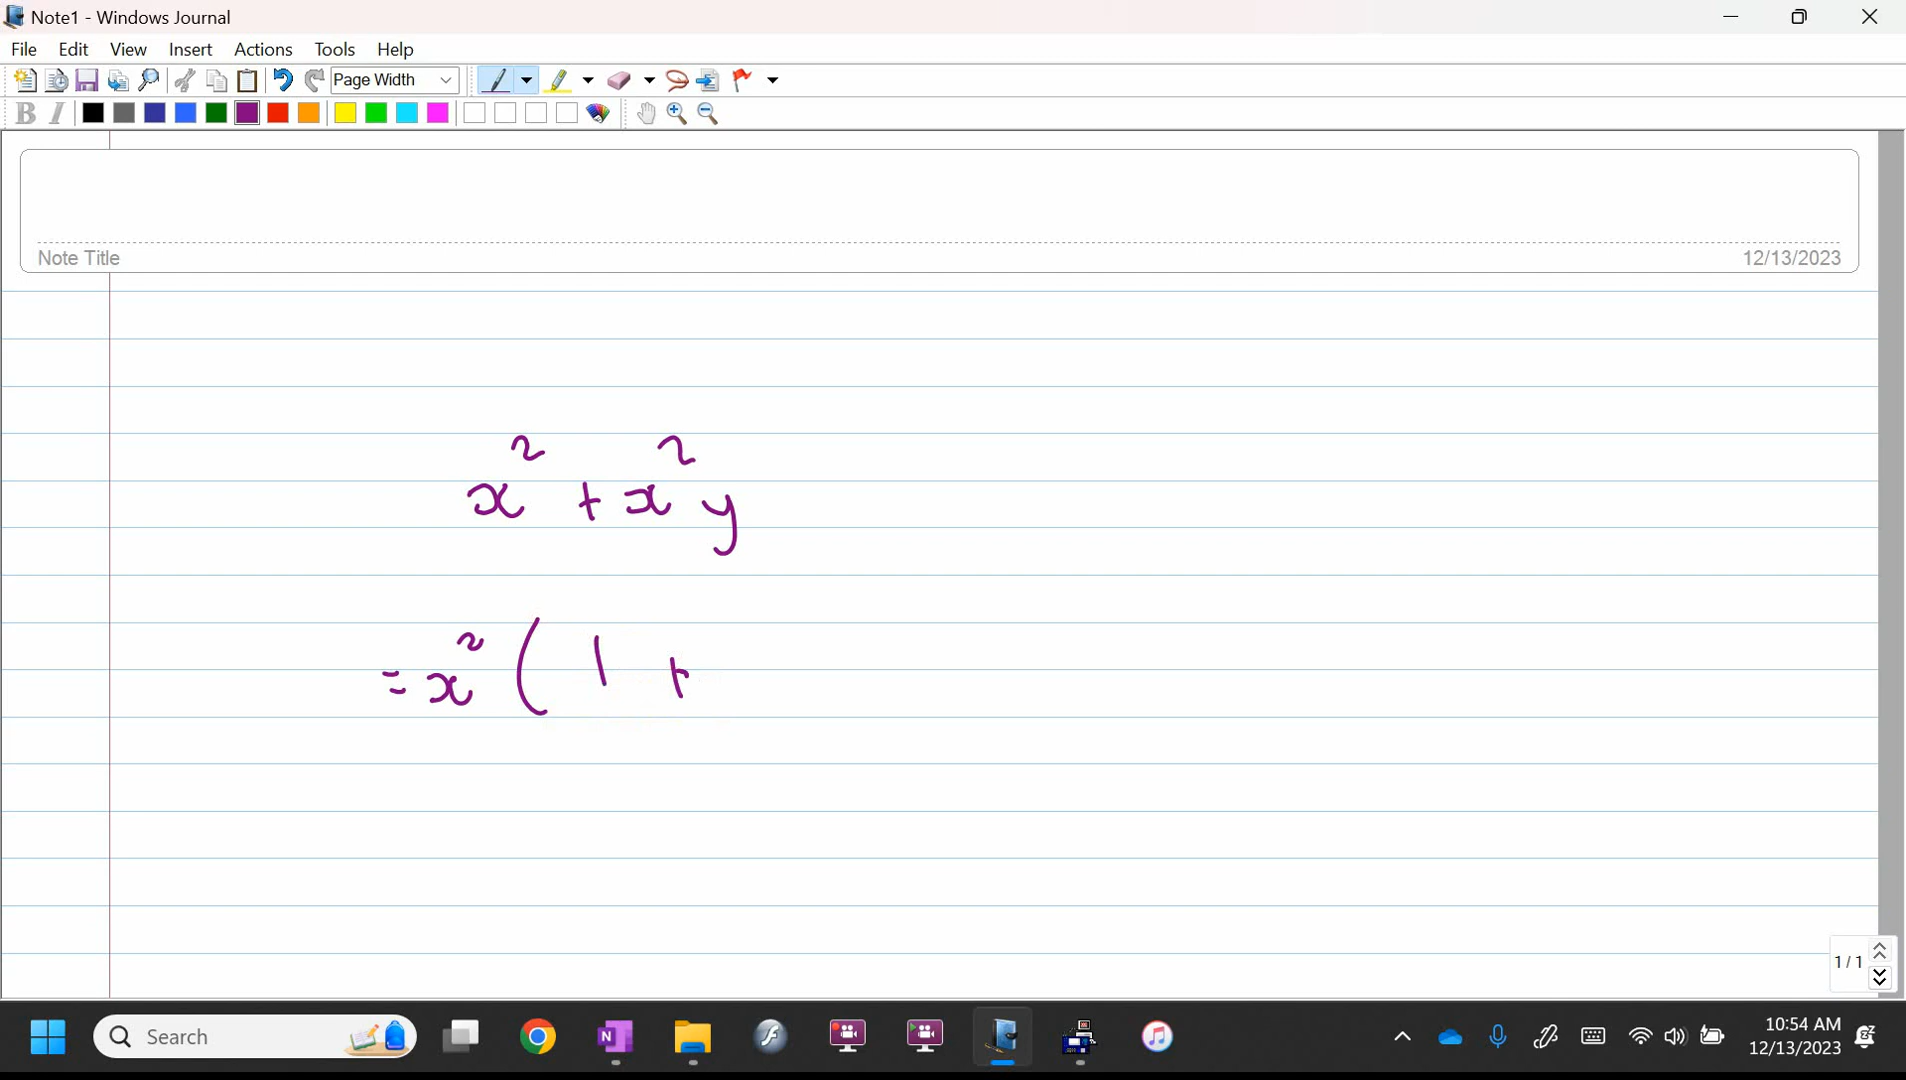 Note1 - Windows Journal
File Edit View Insert Actions Tools Help
Page Width
B I
Note Title 12/13/2023
x² + x² y
= x² ( 1 +
1 / 1
Search
10:54 AM
12/13/2023